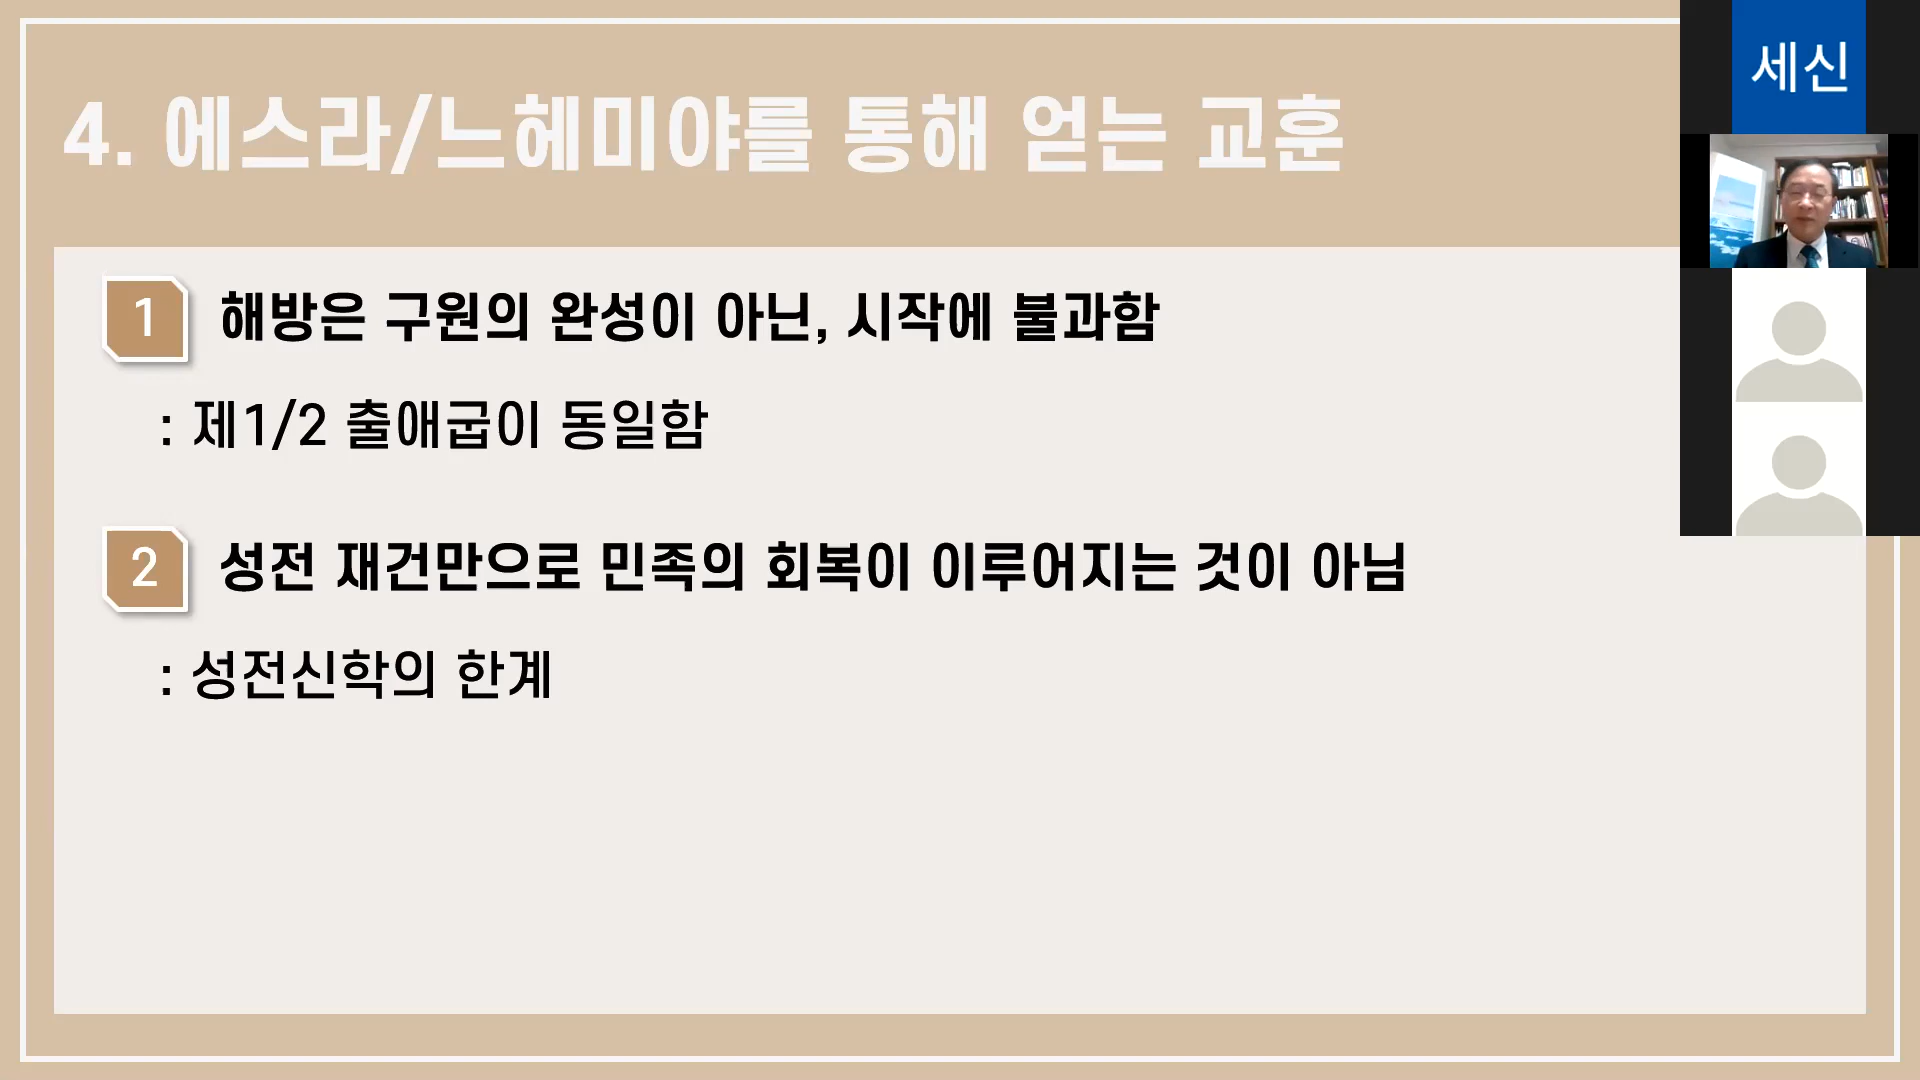 4. 에스라/느헤미야를 통해 얻는 교훈
세신
1 해방은 구원의 완성이 아닌, 시작에 불과함
: 제1/2 출애굽이 동일함
2 성전 재건만으로 민족의 회복이 이루어지는 것이 아님
: 성전신학의 한계